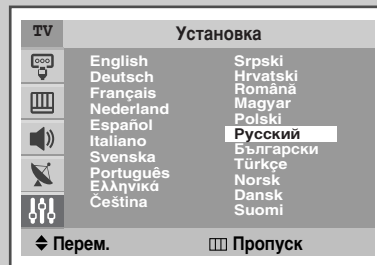 TV
Установка
English
Deutsch
Français
Nederland
Español
Italiano
Svenska
Português
Ελληνικά
Čeština
Srpski
Hrvatski
Română
Magyar
Polski
Русский
Български
Türkçe
Norsk
Dansk
Suomi
Перем.
Пропуск